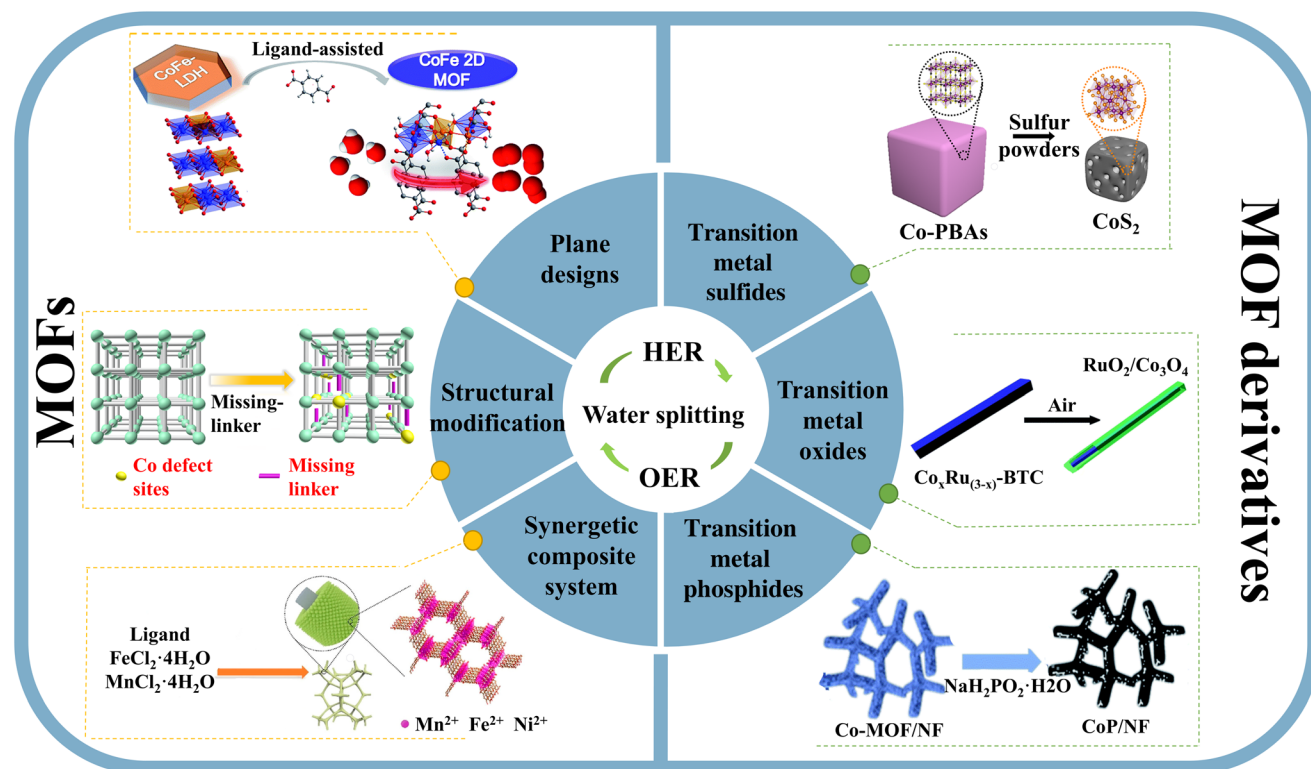 MOFs
Ligand-assisted
CoFe-
LDH
CoFe 2D
MOF
Missing-
linker
Co defect
sites
Missing
linker
Ligand
FeCl₂·4H₂O
MnCl₂·4H₂O
Mn²⁺ Fe²⁺ Ni²⁺
Plane
designs
Structural
modification
Synergetic
composite
system
HER
Water splitting
OER
Transition
metal
sulfides
Transition
metal
oxides
Transition
metal
phosphides
Sulfur
powders
Co-PBAs
CoS₂
RuO₂/Co₃O₄
Air
CoₓRu₍₃₋ₓ₎-BTC
NaH₂PO₂·H2O
Co-MOF/NF
CoP/NF
MOF derivatives